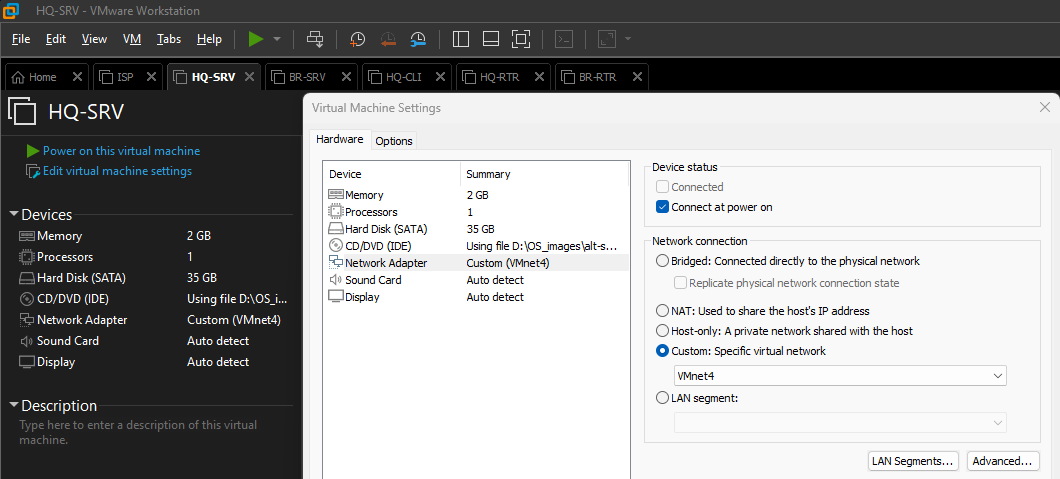 HQ-SRV - VMware Workstation
File Edit View VM Tabs Help
Home ISP HQ-SRV BR-SRV HQ-CLI HQ-RTR BR-RTR
HQ-SRV
Power on this virtual machine
Edit virtual machine settings
Devices
Memory 2 GB
Processors 1
Hard Disk (SATA) 35 GB
CD/DVD (IDE) Using file D:\OS_i...
Network Adapter Custom (VMnet4)
Sound Card Auto detect
Display Auto detect
Description
Type here to enter a description of this virtual
machine.
Virtual Machine Settings
Hardware Options
Device Summary
Memory 2 GB
Processors 1
Hard Disk (SATA) 35 GB
CD/DVD (IDE) Using file D:\OS_images\alt-s...
Network Adapter Custom (VMnet4)
Sound Card Auto detect
Display Auto detect
Device status
Connected
Connect at power on
Network connection
Bridged: Connected directly to the physical network
Replicate physical network connection state
NAT: Used to share the host's IP address
Host-only: A private network shared with the host
Custom: Specific virtual network
VMnet4
LAN segment:
LAN Segments... Advanced...